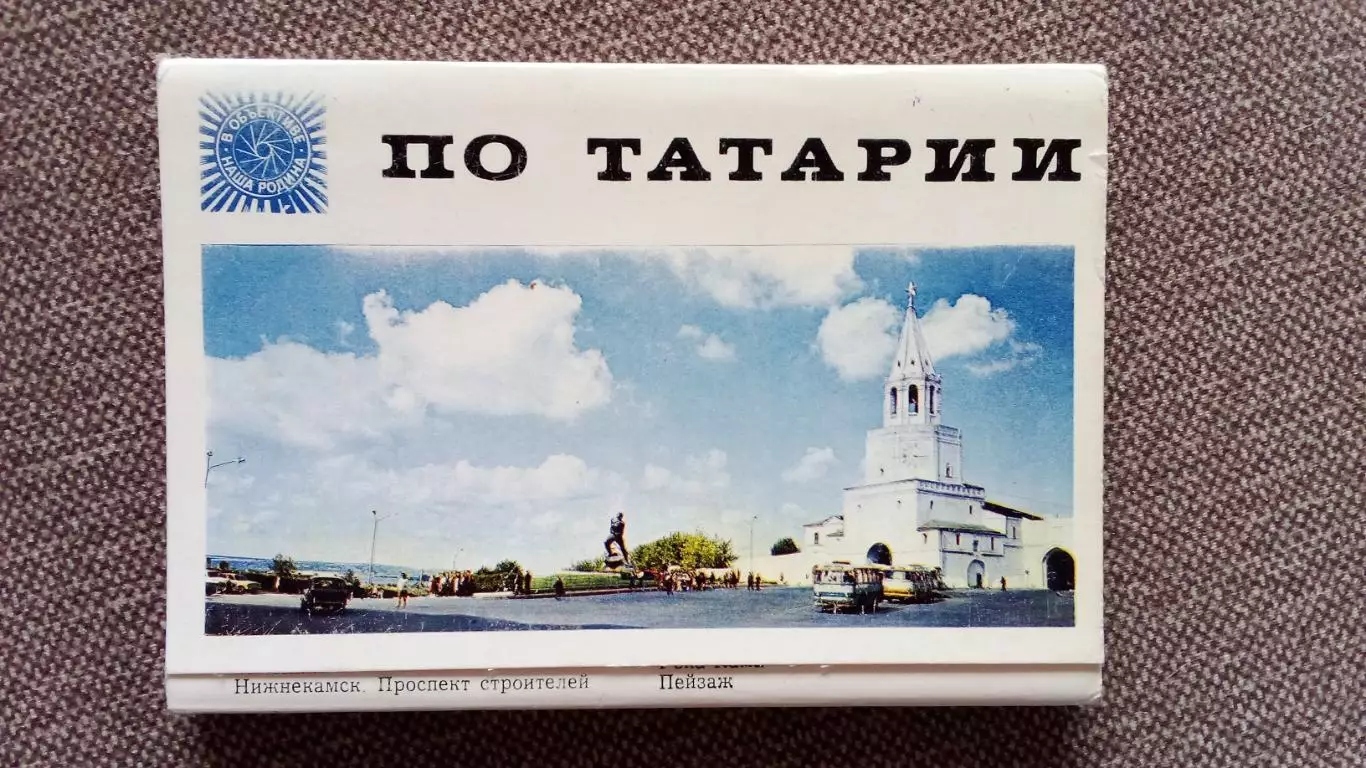 В ОБЪЕКТИВЕ
НАША РОДИНА
ПО ТАТАРИИ
Нижнекамск. Проспект строителей
Пейзаж